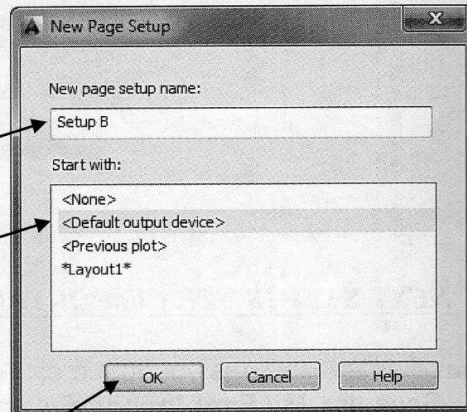 New Page Setup
New page setup name:
Setup B
Start with:
<None>
<Default output device>
<Previous plot>
*Layout1*
OK
Cancel
Help